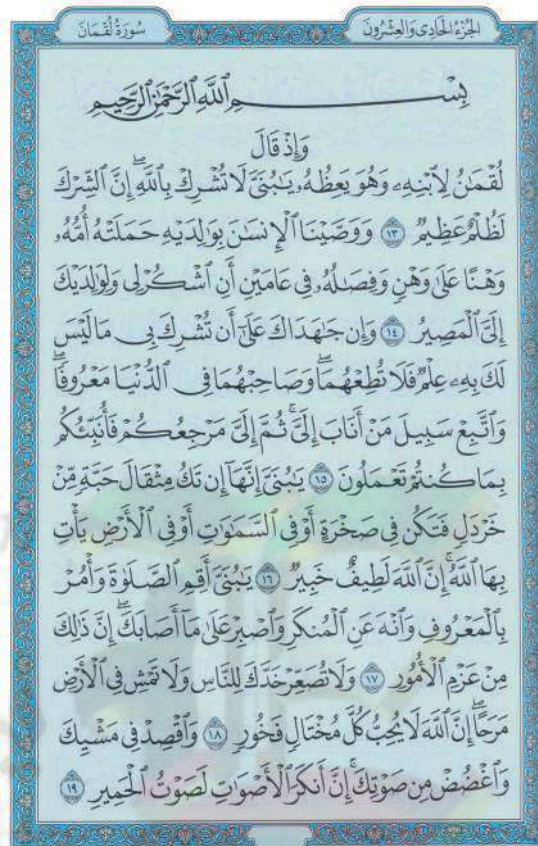 الجُزْءُ الحَادِى وَالعِشْرُونَ
سُورَةُ لُقْمَانَ
بِسْمِ ٱللَّهِ ٱلرَّحْمَٰنِ ٱلرَّحِيمِ
وَإِذْ قَالَ
لُقْمَٰنُ لِٱبْنِهِۦ وَهُوَ يَعِظُهُۥ يَٰبُنَىَّ لَا تُشْرِكْ بِٱللَّهِۖ إِنَّ ٱلشِّرْكَ
لَظُلْمٌ عَظِيمٌ ١٣ وَوَصَّيْنَا ٱلْإِنسَٰنَ بِوَٰلِدَيْهِ حَمَلَتْهُ أُمُّهُۥ
وَهْنًا عَلَىٰ وَهْنٍ وَفِصَٰلُهُۥ فِى عَامَيْنِ أَنِ ٱشْكُرْ لِى وَلِوَٰلِدَيْكَ
إِلَىَّ ٱلْمَصِيرُ ١٤ وَإِن جَٰهَدَاكَ عَلَىٰٓ أَن تُشْرِكَ بِى مَا لَيْسَ
لَكَ بِهِۦ عِلْمٌ فَلَا تُطِعْهُمَاۖ وَصَاحِبْهُمَا فِى ٱلدُّنْيَا مَعْرُوفًاۖ
وَٱتَّبِعْ سَبِيلَ مَنْ أَنَابَ إِلَىَّۚ ثُمَّ إِلَىَّ مَرْجِعُكُمْ فَأُنَبِّئُكُم
بِمَا كُنتُمْ تَعْمَلُونَ ١٥ يَٰبُنَىَّ إِنَّهَآ إِن تَكُ مِثْقَالَ حَبَّةٍ مِّنْ
خَرْدَلٍ فَتَكُن فِى صَخْرَةٍ أَوْ فِى ٱلسَّمَٰوَٰتِ أَوْ فِى ٱلْأَرْضِ يَأْتِ
بِهَا ٱللَّهُۚ إِنَّ ٱللَّهَ لَطِيفٌ خَبِيرٌ ١٦ يَٰبُنَىَّ أَقِمِ ٱلصَّلَوٰةَ وَأْمُرْ
بِٱلْمَعْرُوفِ وَٱنْهَ عَنِ ٱلْمُنكَرِ وَٱصْبِرْ عَلَىٰ مَآ أَصَابَكَۖ إِنَّ ذَٰلِكَ
مِنْ عَزْمِ ٱلْأُمُورِ ١٧ وَلَا تُصَعِّرْ خَدَّكَ لِلنَّاسِ وَلَا تَمْشِ فِى ٱلْأَرْضِ
مَرَحًاۖ إِنَّ ٱللَّهَ لَا يُحِبُّ كُلَّ مُخْتَالٍ فَخُورٍ ١٨ وَٱقْصِدْ فِى مَشْيِكَ
وَٱغْضُضْ مِن صَوْتِكَۚ إِنَّ أَنكَرَ ٱلْأَصْوَٰتِ لَصَوْتُ ٱلْحَمِيرِ ١٩